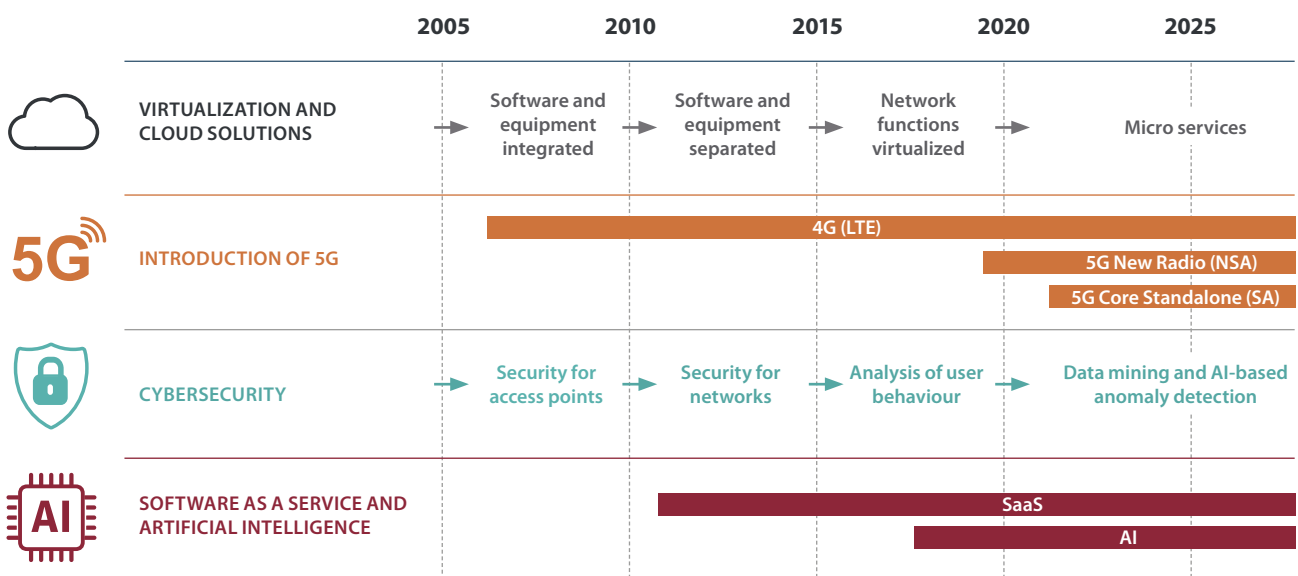 2005 2010 2015 2020 2025
VIRTUALIZATION AND
CLOUD SOLUTIONS
Software and
equipment
integrated
Software and
equipment
separated
Network
functions
virtualized
Micro services
5G
INTRODUCTION OF 5G
4G (LTE)
5G New Radio (NSA)
5G Core Standalone (SA)
CYBERSECURITY
Security for
access points
Security for
networks
Analysis of user
behaviour
Data mining and AI-based
anomaly detection
AI
SOFTWARE AS A SERVICE AND
ARTIFICIAL INTELLIGENCE
SaaS
AI